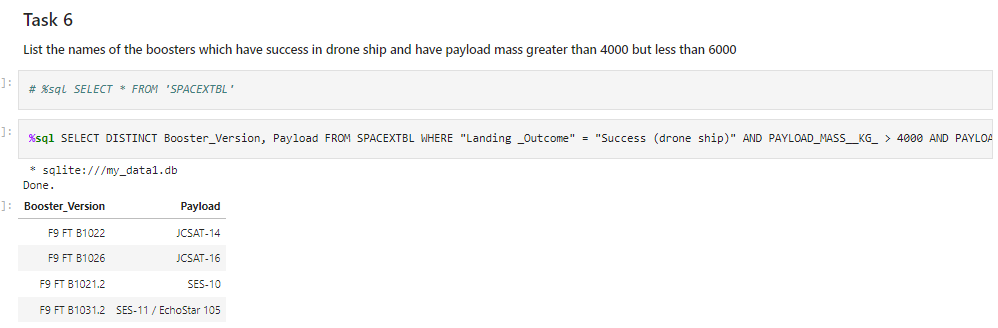 Task 6
List the names of the boosters which have success in drone ship and have payload mass greater than 4000 but less than 6000
]:
# %sql SELECT * FROM 'SPACEXTBL'
]:
%sql SELECT DISTINCT Booster_Version, Payload FROM SPACEXTBL WHERE "Landing _Outcome" = "Success (drone ship)" AND PAYLOAD_MASS__KG_ > 4000 AND PAYLOA
* sqlite:///my_data1.db
Done.
]:
Booster_Version Payload
F9 FT B1022 JCSAT-14
F9 FT B1026 JCSAT-16
F9 FT B1021.2 SES-10
F9 FT B1031.2 SES-11 / EchoStar 105